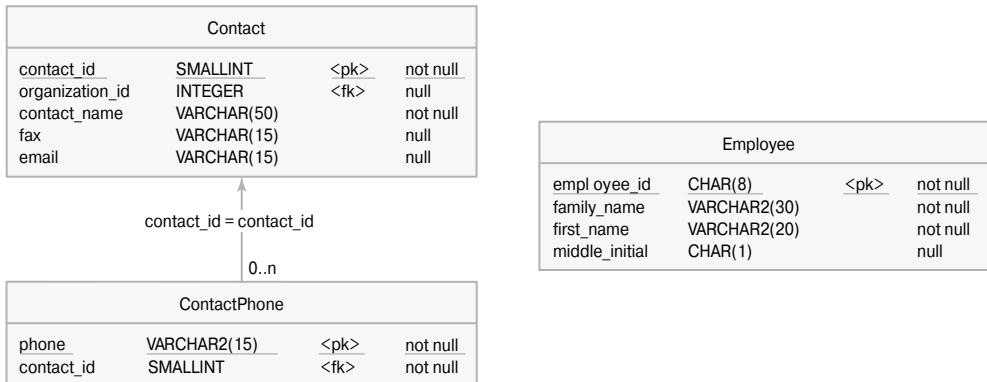 Contact
contact_id SMALLINT <pk> not null
organization_id INTEGER <fk> null
contact_name VARCHAR(50) not null
fax VARCHAR(15) null
email VARCHAR(15) null
contact_id = contact_id
0..n
ContactPhone
phone VARCHAR2(15) <pk> not null
contact_id SMALLINT <fk> not null
Employee
empl oyee_id CHAR(8) <pk> not null
family_name VARCHAR2(30) not null
first_name VARCHAR2(20) not null
middle_initial CHAR(1) null